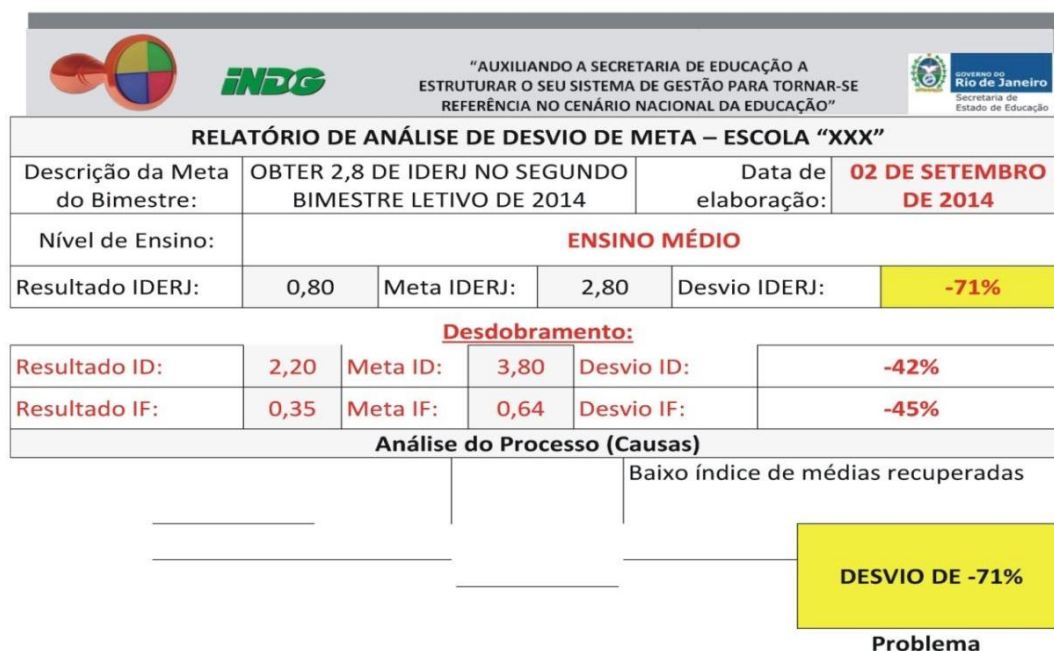 INDG
“AUXILIANDO A SECRETARIA DE EDUCAÇÃO A
ESTRUTURAR O SEU SISTEMA DE GESTÃO PARA TORNAR-SE
REFERÊNCIA NO CENÁRIO NACIONAL DA EDUCAÇÃO”
GOVERNO DO
Rio de Janeiro
Secretaria de
Estado de Educação
RELATÓRIO DE ANÁLISE DE DESVIO DE META – ESCOLA “XXX”
Descrição da Meta
do Bimestre:
OBTER 2,8 DE IDERJ NO SEGUNDO
BIMESTRE LETIVO DE 2014
Data de
elaboração:
02 DE SETEMBRO
DE 2014
Nível de Ensino: ENSINO MÉDIO
Resultado IDERJ: 0,80 Meta IDERJ: 2,80 Desvio IDERJ: -71%
Desdobramento:
Resultado ID: 2,20 Meta ID: 3,80 Desvio ID: -42%
Resultado IF: 0,35 Meta IF: 0,64 Desvio IF: -45%
Análise do Processo (Causas)
Baixo índice de médias recuperadas
DESVIO DE -71%
Problema